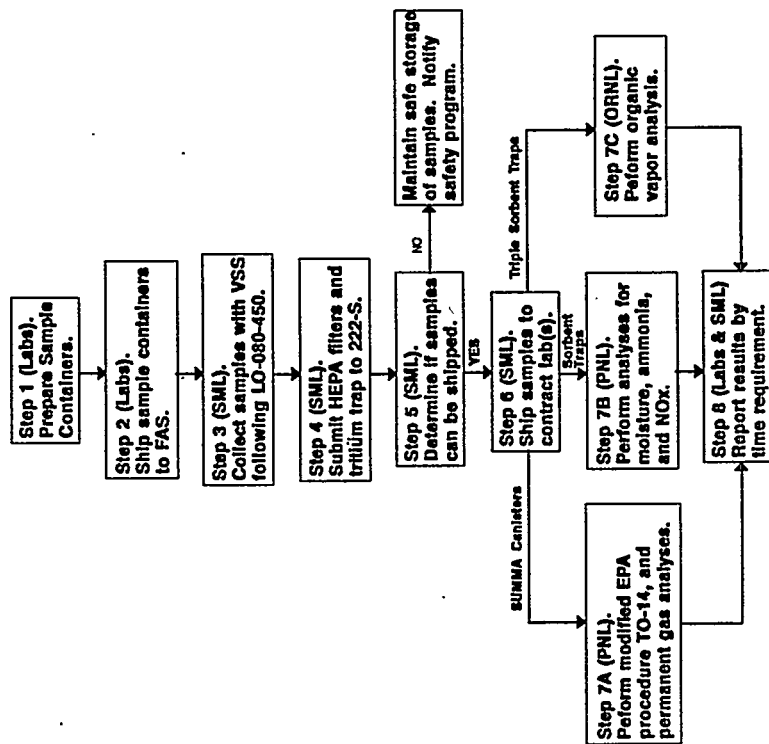 Step 1 (Labs).
Prepare Sample
Containers.
Step 2 (Labs).
Ship sample containers
to FAS.
Step 3 (SML).
Collect samples with VSS
following LO-080-450.
Step 4 (SML).
Submit HEPA filters and
tritium trap to 222-S.
Step 5 (SML).
Determine if samples
can be shipped.
NO
Maintain safe storage
of samples. Notify
safety program.
YES
Step 6 (SML).
Ship samples to
contract lab(s).
SUMMA Canisters
Sorbent
Traps
Triple Sorbent Traps
Step 7A (PNL).
Peform modified EPA
procedure TO-14, and
permanent gas analyses.
Step 7B (PNL).
Perform analyses for
moisture, ammonia,
and NOx.
Step 7C (ORNL).
Peform organic
vapor analysis.
Step 8 (Labs & SML)
Report results by
time requirement.